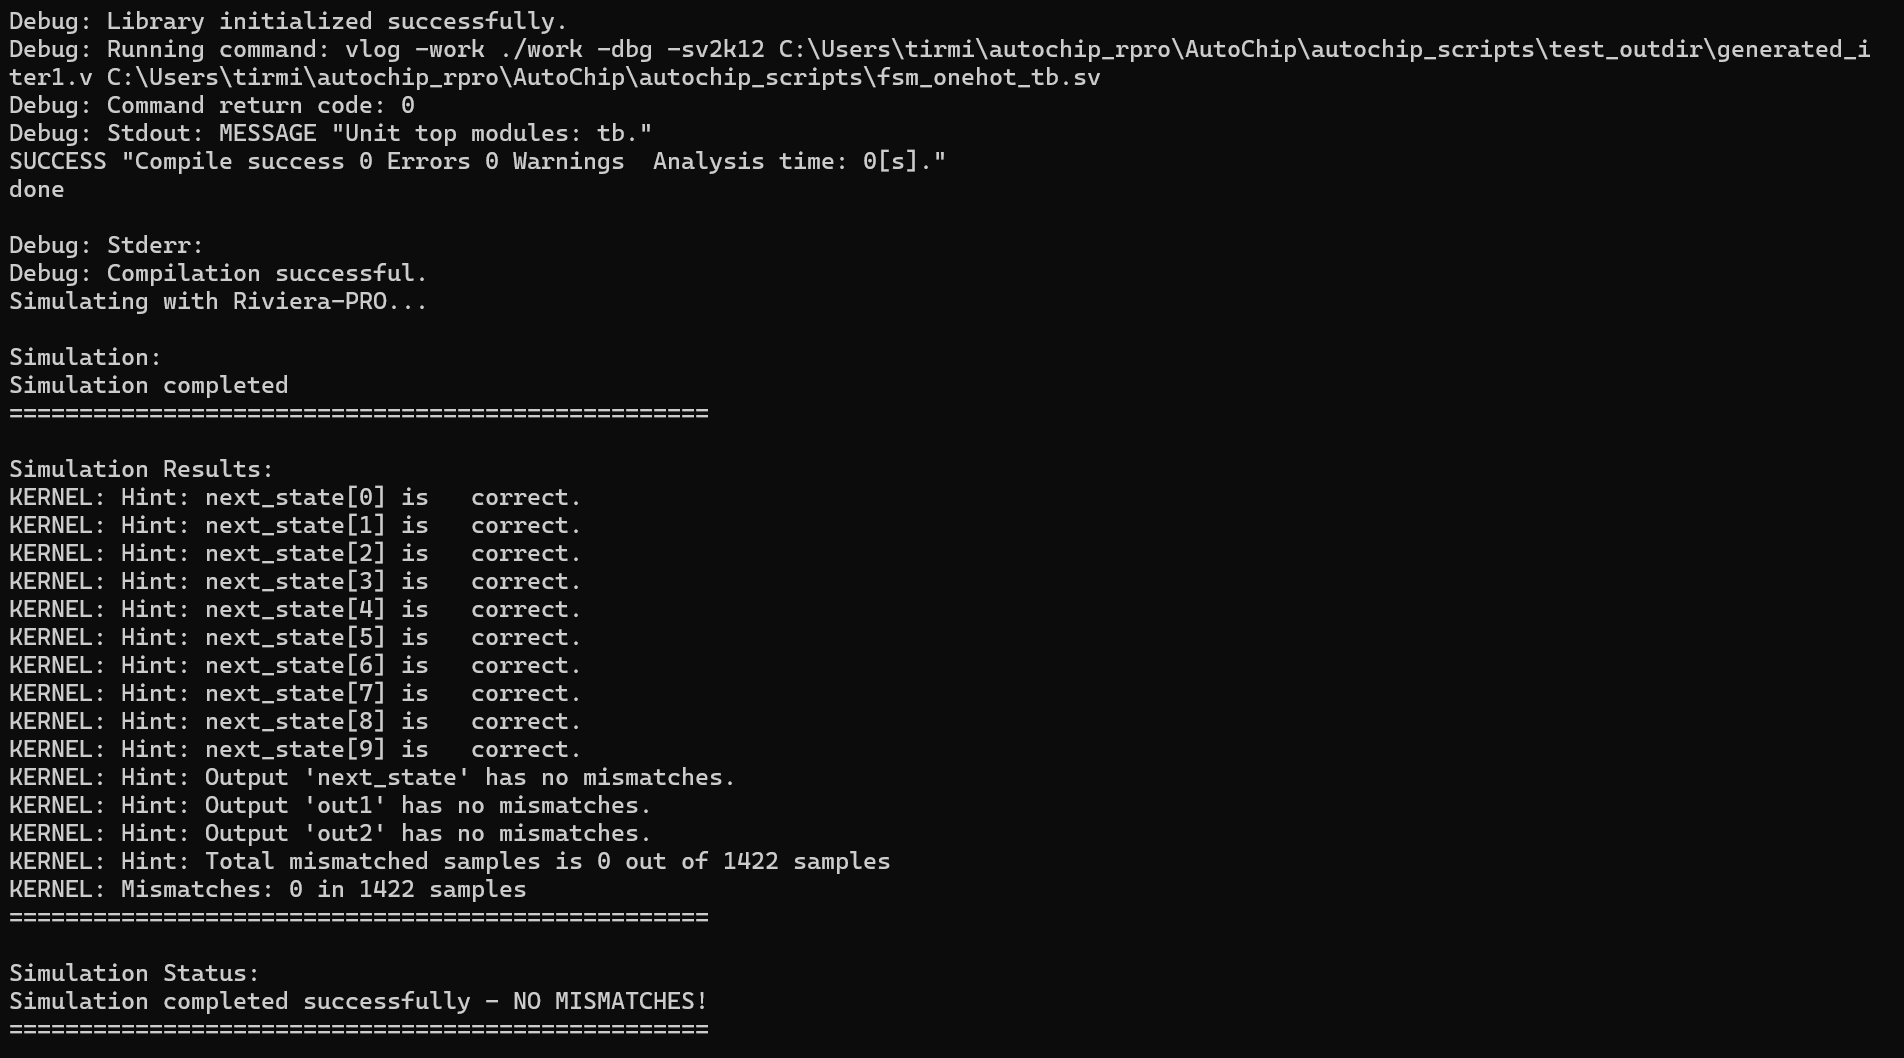 Debug: Library initialized successfully.
Debug: Running command: vlog -work ./work -dbg -sv2k12 C:\Users\tirmi\autochip_rpro\AutoChip\autochip_scripts\test_outdir\generated_i
ter1.v C:\Users\tirmi\autochip_rpro\AutoChip\autochip_scripts\fsm_onehot_tb.sv
Debug: Command return code: 0
Debug: Stdout: MESSAGE "Unit top modules: tb."
SUCCESS "Compile success 0 Errors 0 Warnings  Analysis time: 0[s]."
done
Debug: Stderr:
Debug: Compilation successful.
Simulating with Riviera-PRO...
Simulation:
Simulation completed
==================================================
Simulation Results:
KERNEL: Hint: next_state[0] is   correct.
KERNEL: Hint: next_state[1] is   correct.
KERNEL: Hint: next_state[2] is   correct.
KERNEL: Hint: next_state[3] is   correct.
KERNEL: Hint: next_state[4] is   correct.
KERNEL: Hint: next_state[5] is   correct.
KERNEL: Hint: next_state[6] is   correct.
KERNEL: Hint: next_state[7] is   correct.
KERNEL: Hint: next_state[8] is   correct.
KERNEL: Hint: next_state[9] is   correct.
KERNEL: Hint: Output 'next_state' has no mismatches.
KERNEL: Hint: Output 'out1' has no mismatches.
KERNEL: Hint: Output 'out2' has no mismatches.
KERNEL: Hint: Total mismatched samples is 0 out of 1422 samples
KERNEL: Mismatches: 0 in 1422 samples
==================================================
Simulation Status:
Simulation completed successfully - NO MISMATCHES!
==================================================